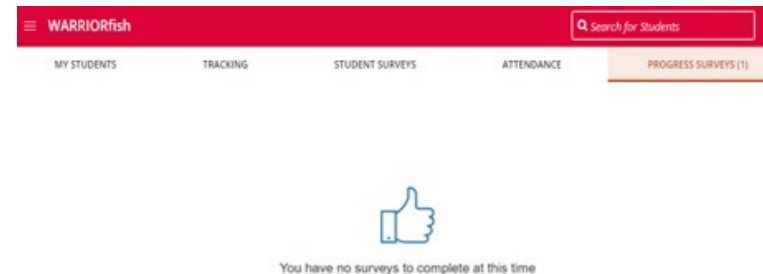 WARRIORfish
Search for Students
MY STUDENTS TRACKING STUDENT SURVEYS ATTENDANCE PROGRESS SURVEYS (1)
You have no surveys to complete at this time